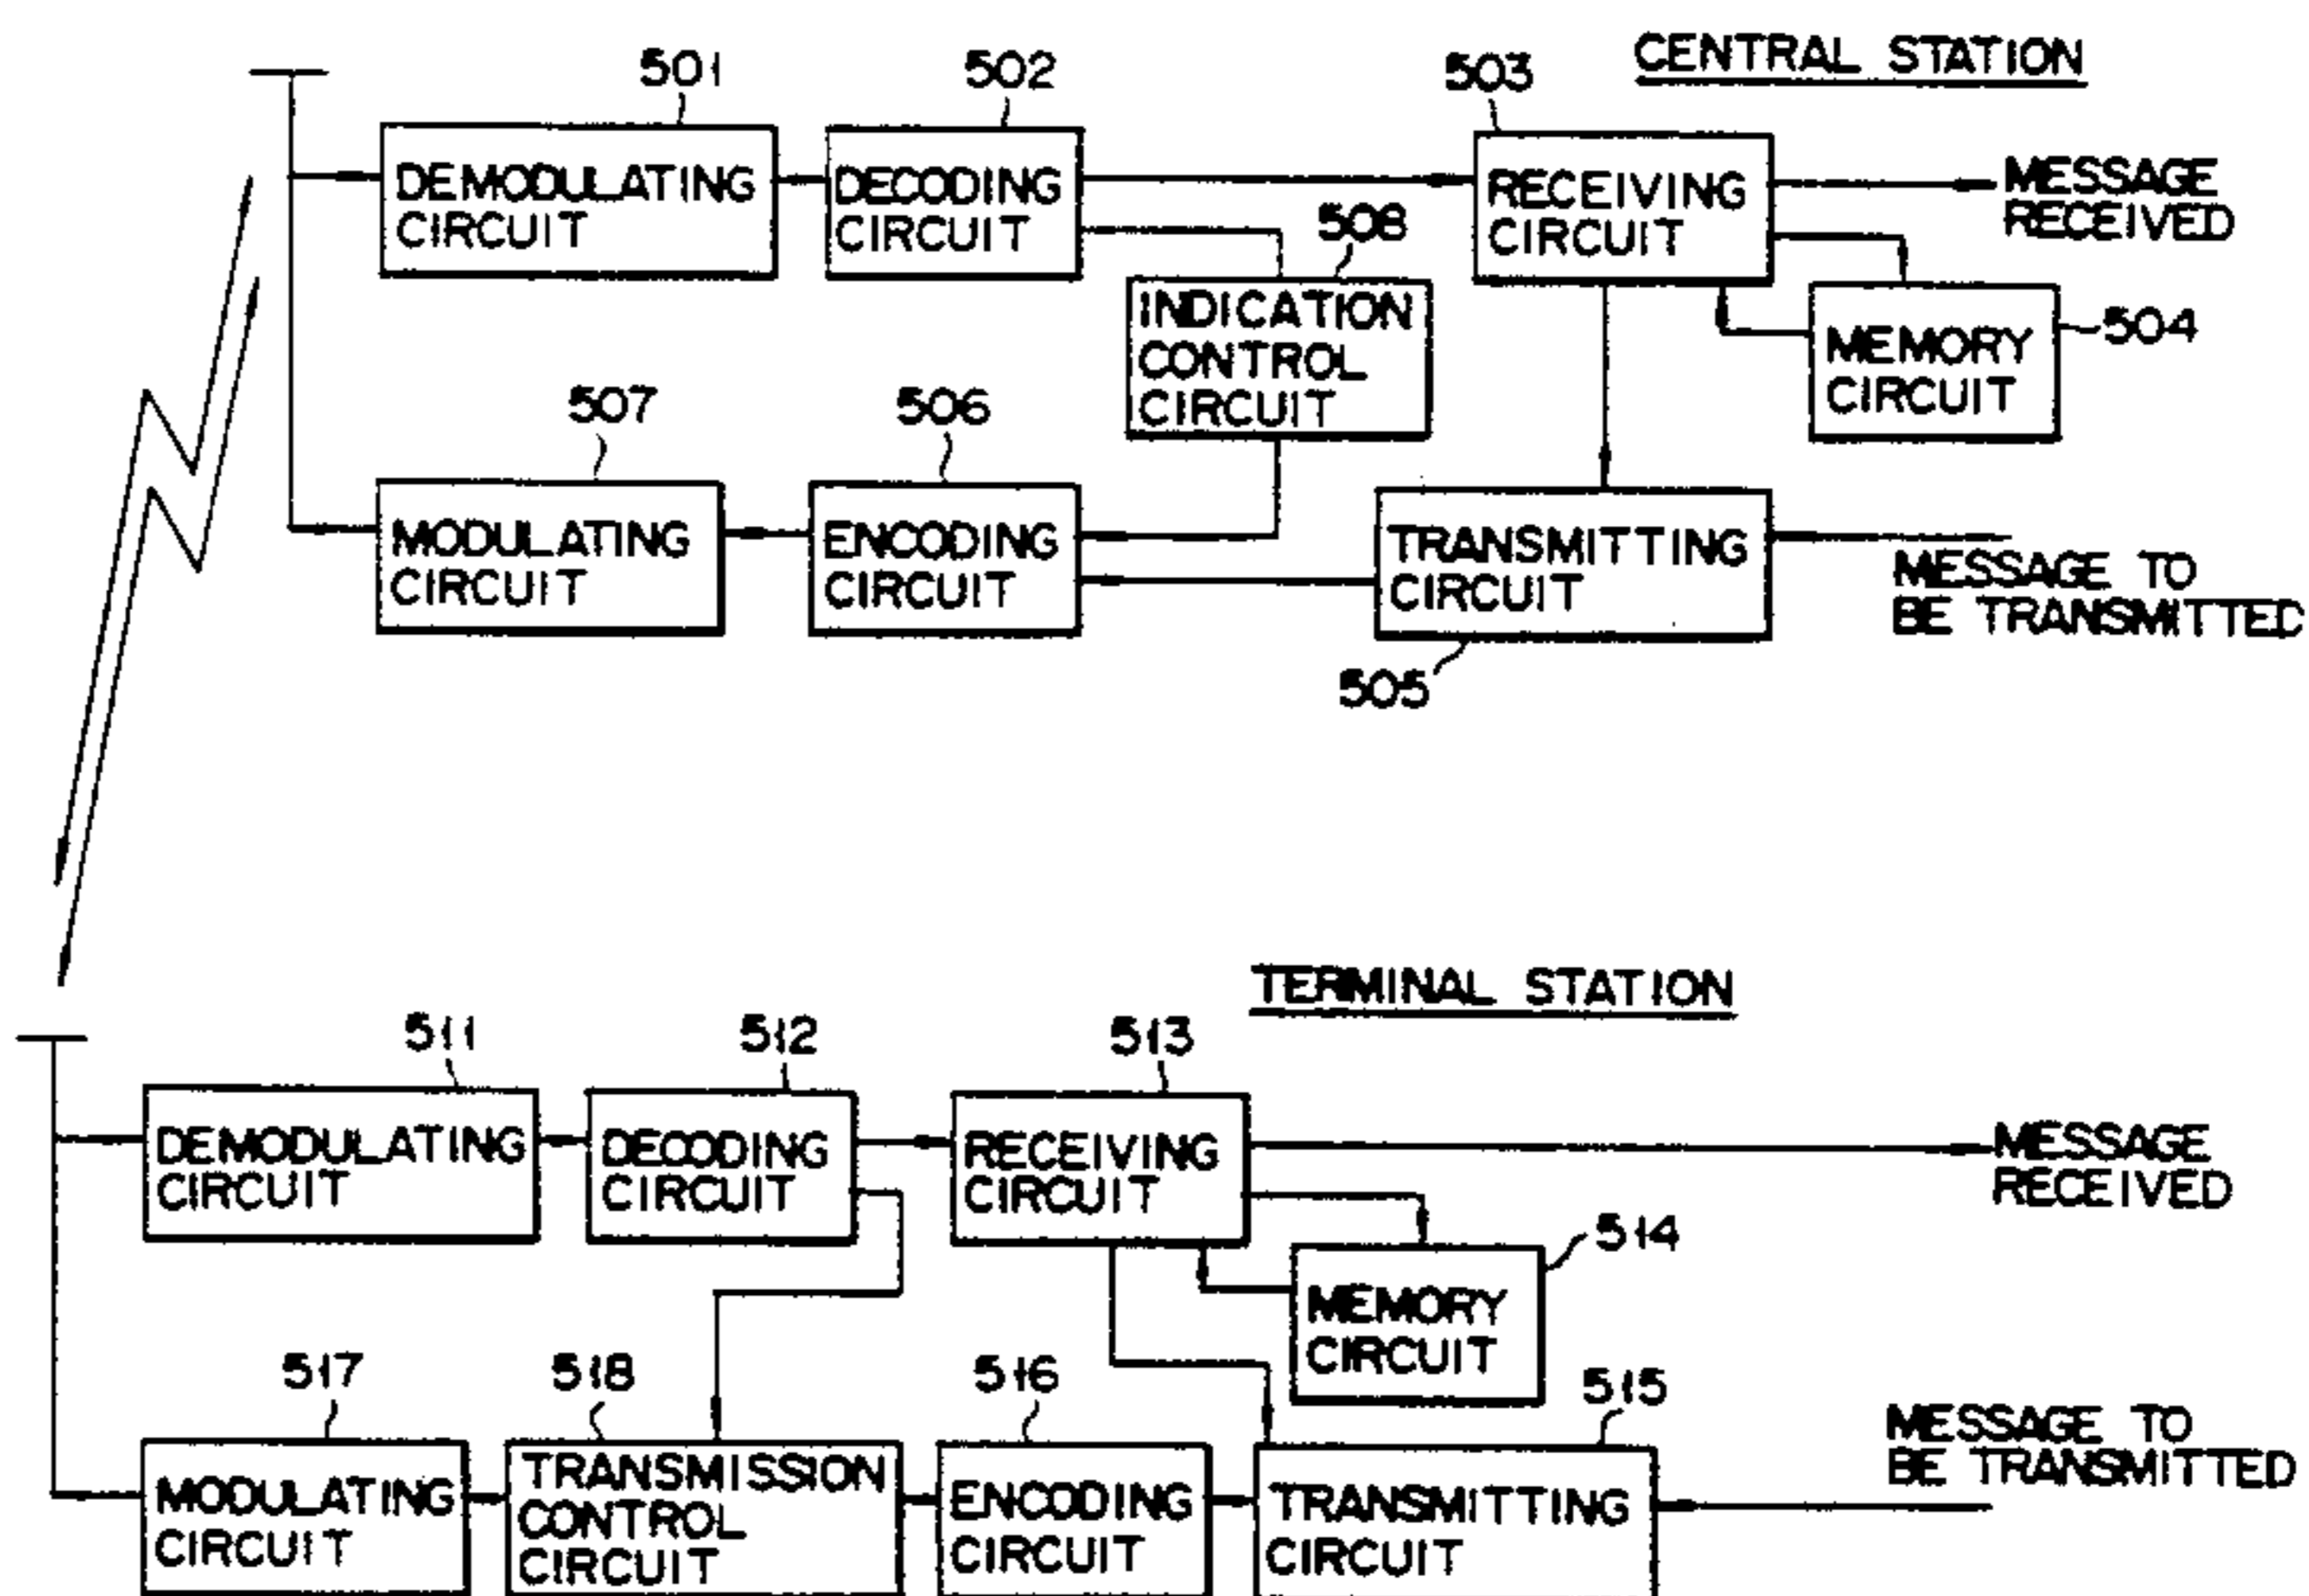 CENTRAL STATION
501
502
503
DEMODULATING
CIRCUIT
DECODING
CIRCUIT
RECEIVING
CIRCUIT
MESSAGE
RECEIVED
508
INDICATION
CONTROL
CIRCUIT
MEMORY
CIRCUIT
504
507
506
MODULATING
CIRCUIT
ENCODING
CIRCUIT
TRANSMITTING
CIRCUIT
MESSAGE TO
BE TRANSMITTED
505
TERMINAL STATION
511
512
513
DEMODULATING
CIRCUIT
DECODING
CIRCUIT
RECEIVING
CIRCUIT
MESSAGE
RECEIVED
514
MEMORY
CIRCUIT
517
518
516
515
MODULATING
CIRCUIT
TRANSMISSION
CONTROL
CIRCUIT
ENCODING
CIRCUIT
TRANSMITTING
CIRCUIT
MESSAGE TO
BE TRANSMITTED